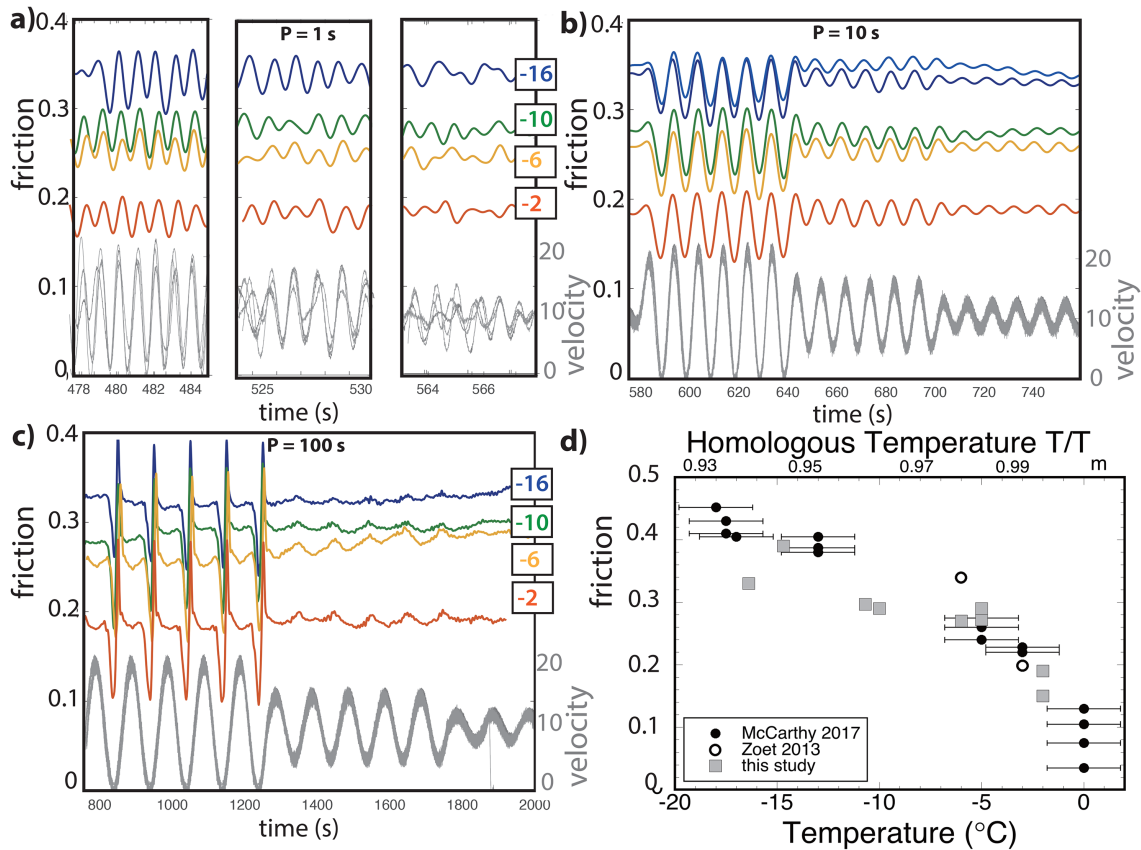 a)
P = 1 s
0.4
0.3
0.2
0.1
0
friction
-16
-10
-6
-2
20
10
0
velocity
478 480 482 484
525 530
564 566
time (s)
b)
P = 10 s
0.4
0.3
0.2
0.1
0
friction
20
10
0
velocity
580 600 620 640 660 680 700 720 740
time (s)
c)
P = 100 s
0.4
0.3
0.2
0.1
0
friction
-16
-10
-6
-2
20
10
0
velocity
800 1000 1200 1400 1600 1800 2000
time (s)
d)
Homologous Temperature T/T
m
0.93 0.95 0.97 0.99
0.5
0.4
0.3
0.2
0.1
0
friction
McCarthy 2017
Zoet 2013
this study
-20 -15 -10 -5 0
Temperature (°C)